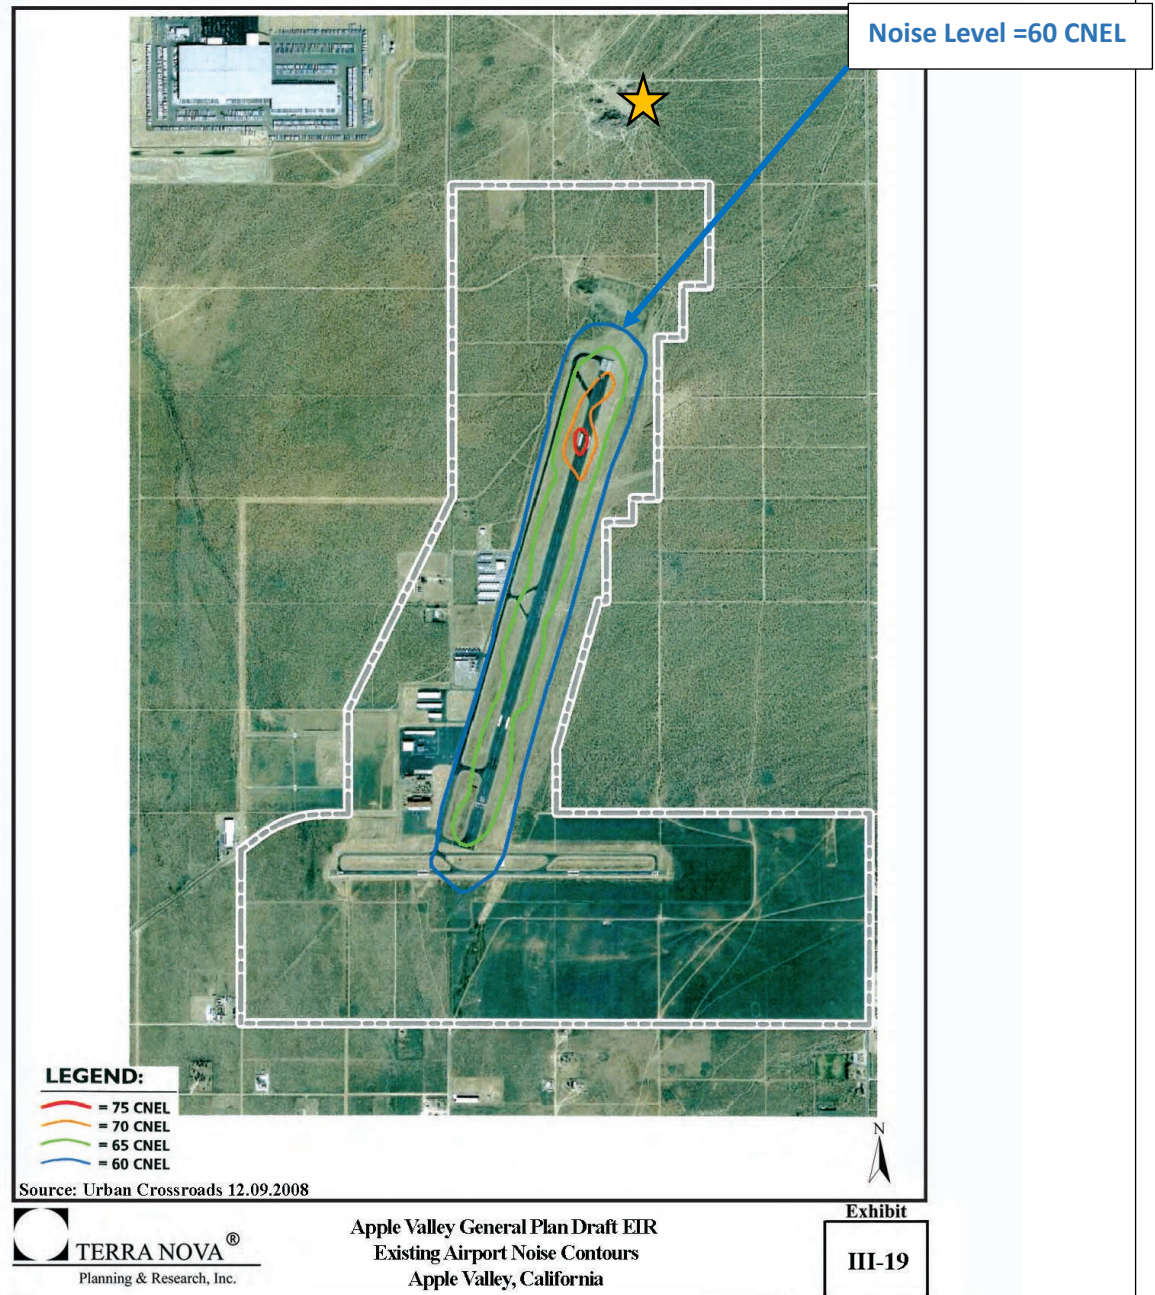 Noise Level =60 CNEL
LEGEND:
= 75 CNEL
= 70 CNEL
= 65 CNEL
= 60 CNEL
N
Source: Urban Crossroads 12.09.2008
TERRA NOVA®
Planning & Research, Inc.
Apple Valley General Plan Draft EIR
Existing Airport Noise Contours
Apple Valley, California
Exhibit
III-19